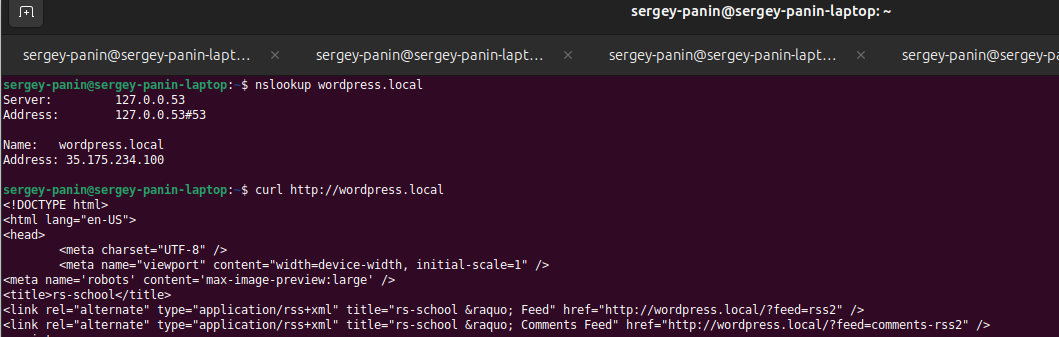 sergey-panin@sergey-panin-laptop: ~
sergey-panin@sergey-panin-lapt... × sergey-panin@sergey-panin-lapt... × sergey-panin@sergey-panin-lapt... × sergey-panin@sergey-pa
sergey-panin@sergey-panin-laptop:~$ nslookup wordpress.local
Server:         127.0.0.53
Address:        127.0.0.53#53
Name:   wordpress.local
Address: 35.175.234.100
sergey-panin@sergey-panin-laptop:~$ curl http://wordpress.local
<!DOCTYPE html>
<html lang="en-US">
<head>
        <meta charset="UTF-8" />
        <meta name="viewport" content="width=device-width, initial-scale=1" />
<meta name='robots' content='max-image-preview:large' />
<title>rs-school</title>
<link rel="alternate" type="application/rss+xml" title="rs-school &raquo; Feed" href="http://wordpress.local/?feed=rss2" />
<link rel="alternate" type="application/rss+xml" title="rs-school &raquo; Comments Feed" href="http://wordpress.local/?feed=comments-rss2" />